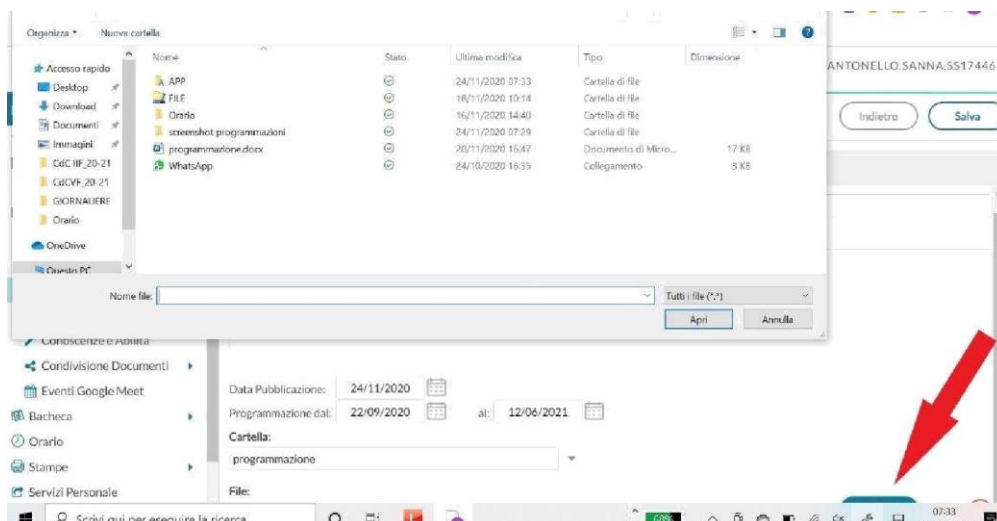 Organizza Nuova cartella
Nome Stato Ultima modifica Tipo Dimensione
Accesso rapido
Desktop
Download
Documenti
Immagini
CdC IIF_20-21
CdCVF_20-21
GIORNALIERE
Orario
OneDrive
Questo PC
APP 24/11/2020 07:33 Cartella di file
FILE 18/11/2020 10:14 Cartella di file
Orario 16/11/2020 14:40 Cartella di file
screenshot programmazioni 24/11/2020 07:29 Cartella di file
programmazione.docx 20/11/2020 16:47 Documento di Micro... 17 KB
WhatsApp 24/10/2020 16:35 Collegamento 3 KB
Nome file: Tutti i file (*.*)
Apri Annulla
ANTONELLO.SANNA.SS17446
Indietro Salva
Conoscenze e Abilità
Condivisione Documenti
Eventi Google Meet
Bacheca
Orario
Stampe
Servizi Personale
Data Pubblicazione: 24/11/2020
Programmazione dal: 22/09/2020 al: 12/06/2021
Cartella:
programmazione
File:
Scrivi qui per eseguire la ricerca
07:33